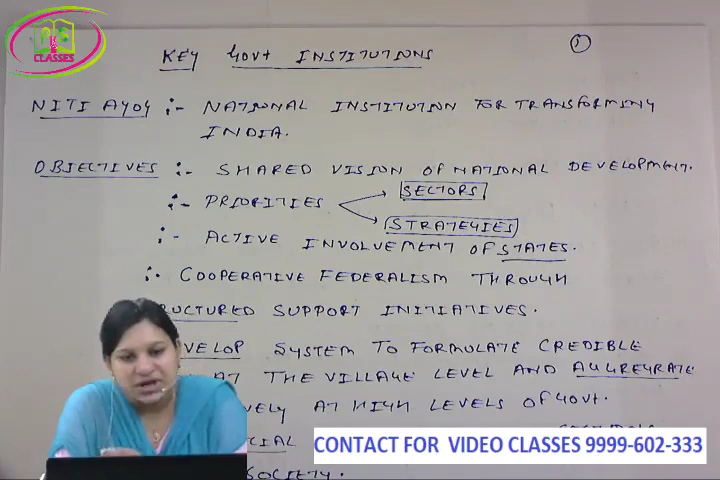 CLASSES
KEY GOVT INSTITUTIONS
1
NITI AYOG :- NATIONAL INSTITUTION FOR TRANSFORMING
INDIA.
OBJECTIVES :- SHARED VISION OF NATIONAL DEVELOPMENT.
:- PRIORITIES
SECTORS
STRATEGIES
:- ACTIVE INVOLVEMENT OF STATES.
:- COOPERATIVE FEDERALISM THROUGH
RUCTURED SUPPORT INITIATIVES.
VELOP SYSTEM TO FORMULATE CREDIBLE
AT THE VILLAGE LEVEL AND AGGREGRATE
VELY AT HIGH LEVELS OF GOVT.
CIAL
SOCIETY.
CONTACT FOR VIDEO CLASSES 9999-602-333